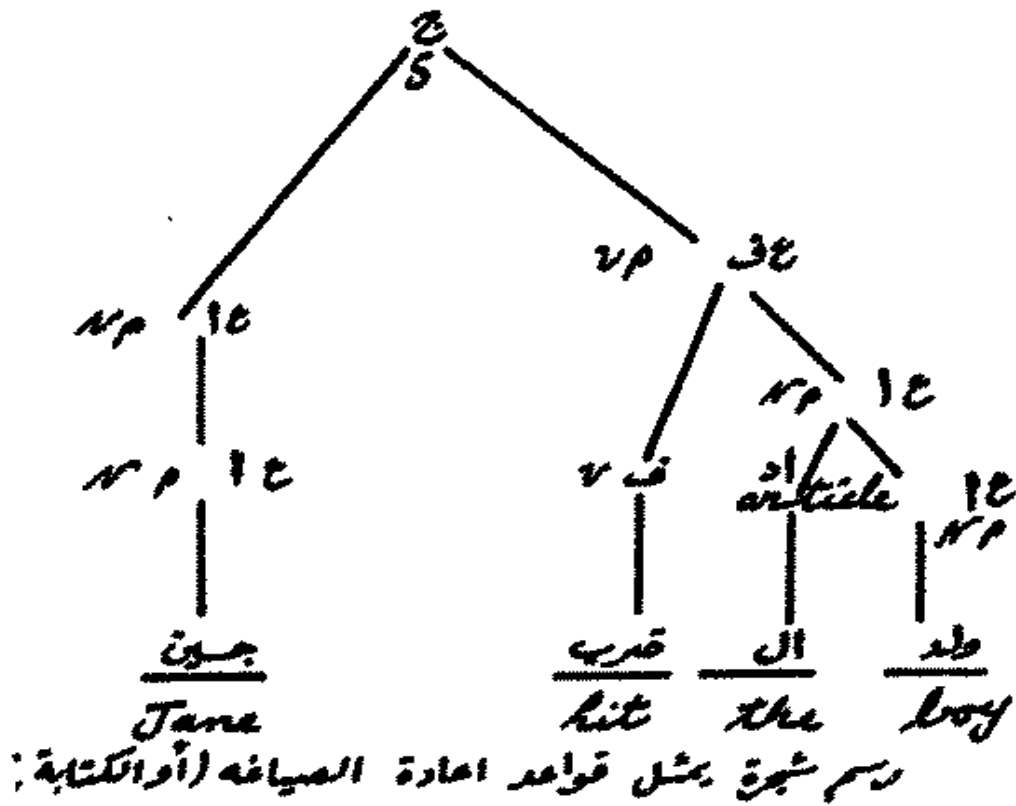 ج
S
VP ع ف
NP ع ا
NP ع ا
NP ع ا
V ف
اد
article
ع ا
NP
جين ضرب ال ولد
Jane hit the boy
رسم شجرة يمثل قواعد اعادة الصياغه (أو الكتابة):